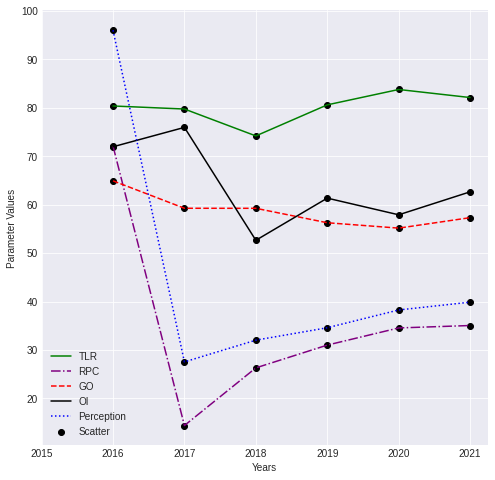 100
90
80
70
60
50
40
30
20
Parameter Values
TLR
RPC
GO
OI
Perception
Scatter
2015 2016 2017 2018 2019 2020 2021
Years